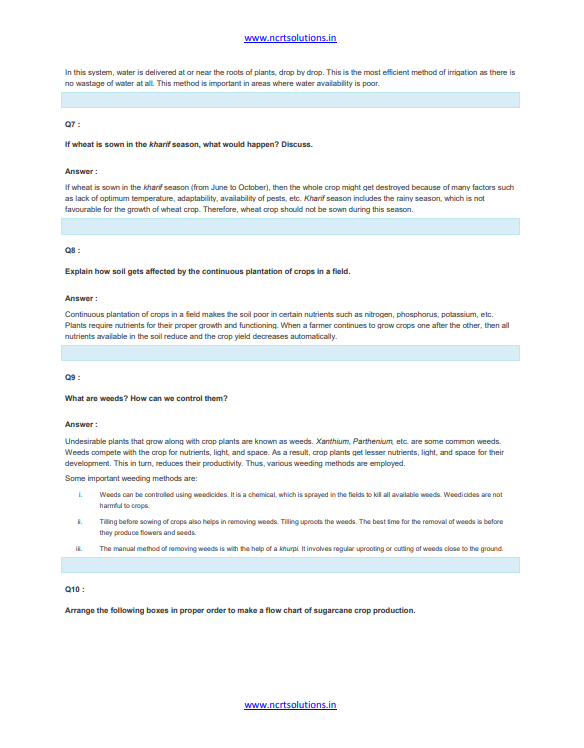 www.ncrtsolutions.in
In this system, water is delivered at or near the roots of plants, drop by drop. This is the most efficient method of irrigation as there is
no wastage of water at all. This method is important in areas where water availability is poor.
Q7 :
If wheat is sown in the kharif season, what would happen? Discuss.
Answer :
If wheat is sown in the kharif season (from June to October), then the whole crop might get destroyed because of many factors such
as lack of optimum temperature, adaptability, availability of pests, etc. Kharif season includes the rainy season, which is not
favourable for the growth of wheat crop. Therefore, wheat crop should not be sown during this season.
Q8 :
Explain how soil gets affected by the continuous plantation of crops in a field.
Answer :
Continuous plantation of crops in a field makes the soil poor in certain nutrients such as nitrogen, phosphorus, potassium, etc.
Plants require nutrients for their proper growth and functioning. When a farmer continues to grow crops one after the other, then all
nutrients available in the soil reduce and the crop yield decreases automatically.
Q9 :
What are weeds? How can we control them?
Answer :
Undesirable plants that grow along with crop plants are known as weeds. Xanthium, Parthenium, etc. are some common weeds.
Weeds compete with the crop for nutrients, light, and space. As a result, crop plants get lesser nutrients, light, and space for their
development. This in turn, reduces their productivity. Thus, various weeding methods are employed.
Some important weeding methods are:
i. Weeds can be controlled using weedicides. It is a chemical, which is sprayed in the fields to kill all available weeds. Weedicides are not
harmful to crops.
ii. Tilling before sowing of crops also helps in removing weeds. Tilling uproots the weeds. The best time for the removal of weeds is before
they produce flowers and seeds.
iii. The manual method of removing weeds is with the help of a khurpi. It involves regular uprooting or cutting of weeds close to the ground.
Q10 :
Arrange the following boxes in proper order to make a flow chart of sugarcane crop production.
www.ncrtsolutions.in